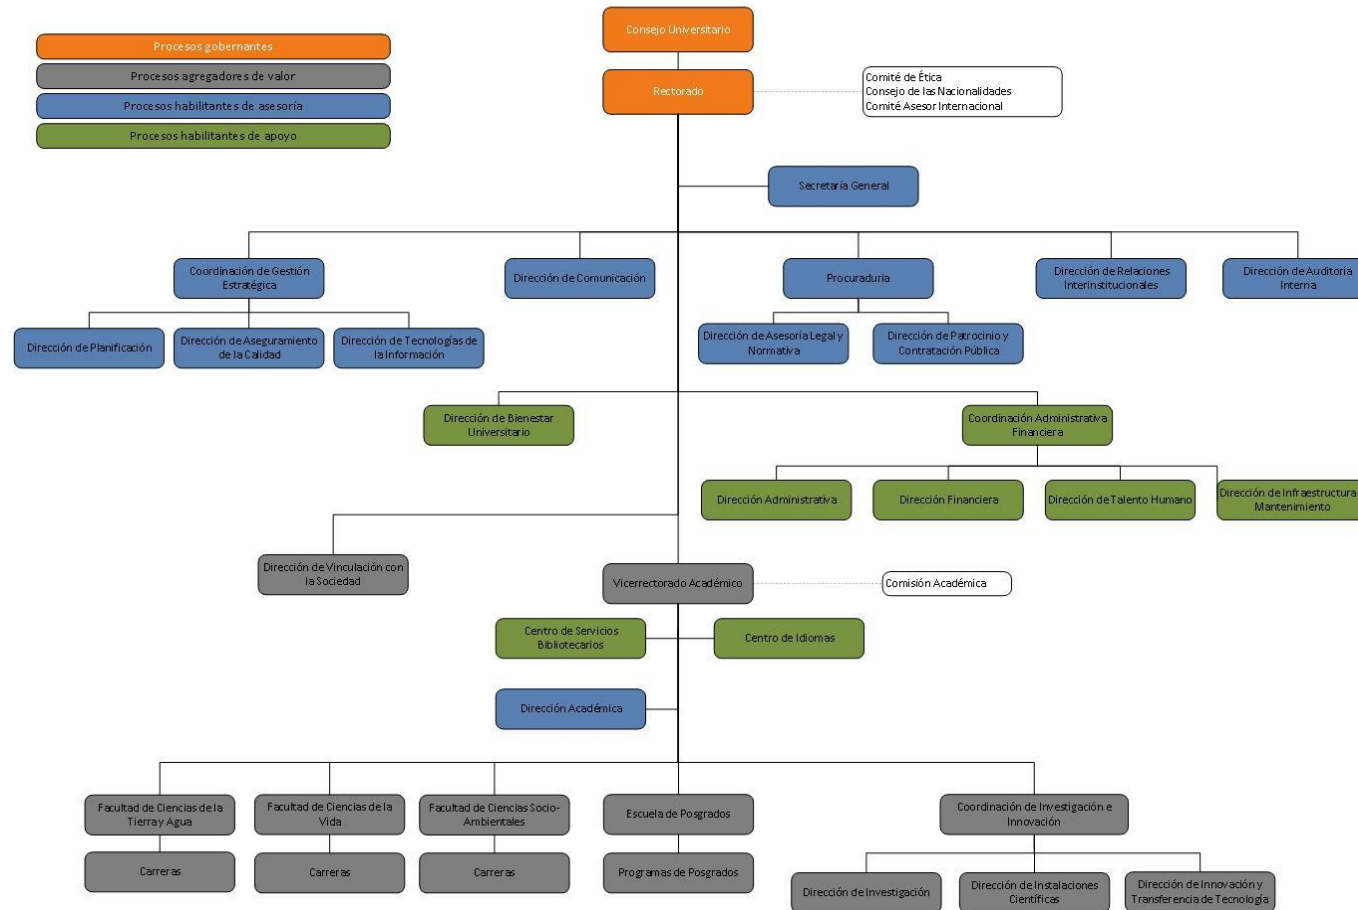 Consejo Universitario
Procesos gobernantes
Procesos agregadores de valor
Procesos habilitantes de asesoría
Procesos habilitantes de apoyo
Rectorado
Comité de Ética
Consejo de las Nacionalidades
Comité Asesor Internacional
Secretaría General
Coordinación de Gestión
Estratégica
Dirección de Comunicación
Procuraduria
Dirección de Relaciones
Interinstitucionales
Dirección de Auditoría
Interna
Dirección de Planificación
Dirección de Aseguramiento
de la Calidad
Dirección de Tecnologías de
la Información
Dirección de Asesoría Legal y
Normativa
Dirección de Patrocinio y
Contratación Pública
Dirección de Bienestar
Universitario
Coordinación Administrativa
Financiera
Dirección Administrativa
Dirección Financiera
Dirección de Talento Humano
Dirección de Infraestructura
Mantenimiento
Dirección de Vinculación con
la Sociedad
Vicerrectorado Académico
Comisión Académica
Centro de Servicios
Bibliotecarios
Centro de Idiomas
Dirección Académica
Facultad de Ciencias de la
Tierra y Agua
Facultad de Ciencias de la
Vida
Facultad de Ciencias Socio-
Ambientales
Escuela de Posgrados
Coordinación de Investigación e
Innovación
Carreras
Carreras
Carreras
Programas de Posgrados
Dirección de Investigación
Dirección de Instalaciones
Científicas
Dirección de Innovación y
Transferencia de Tecnología